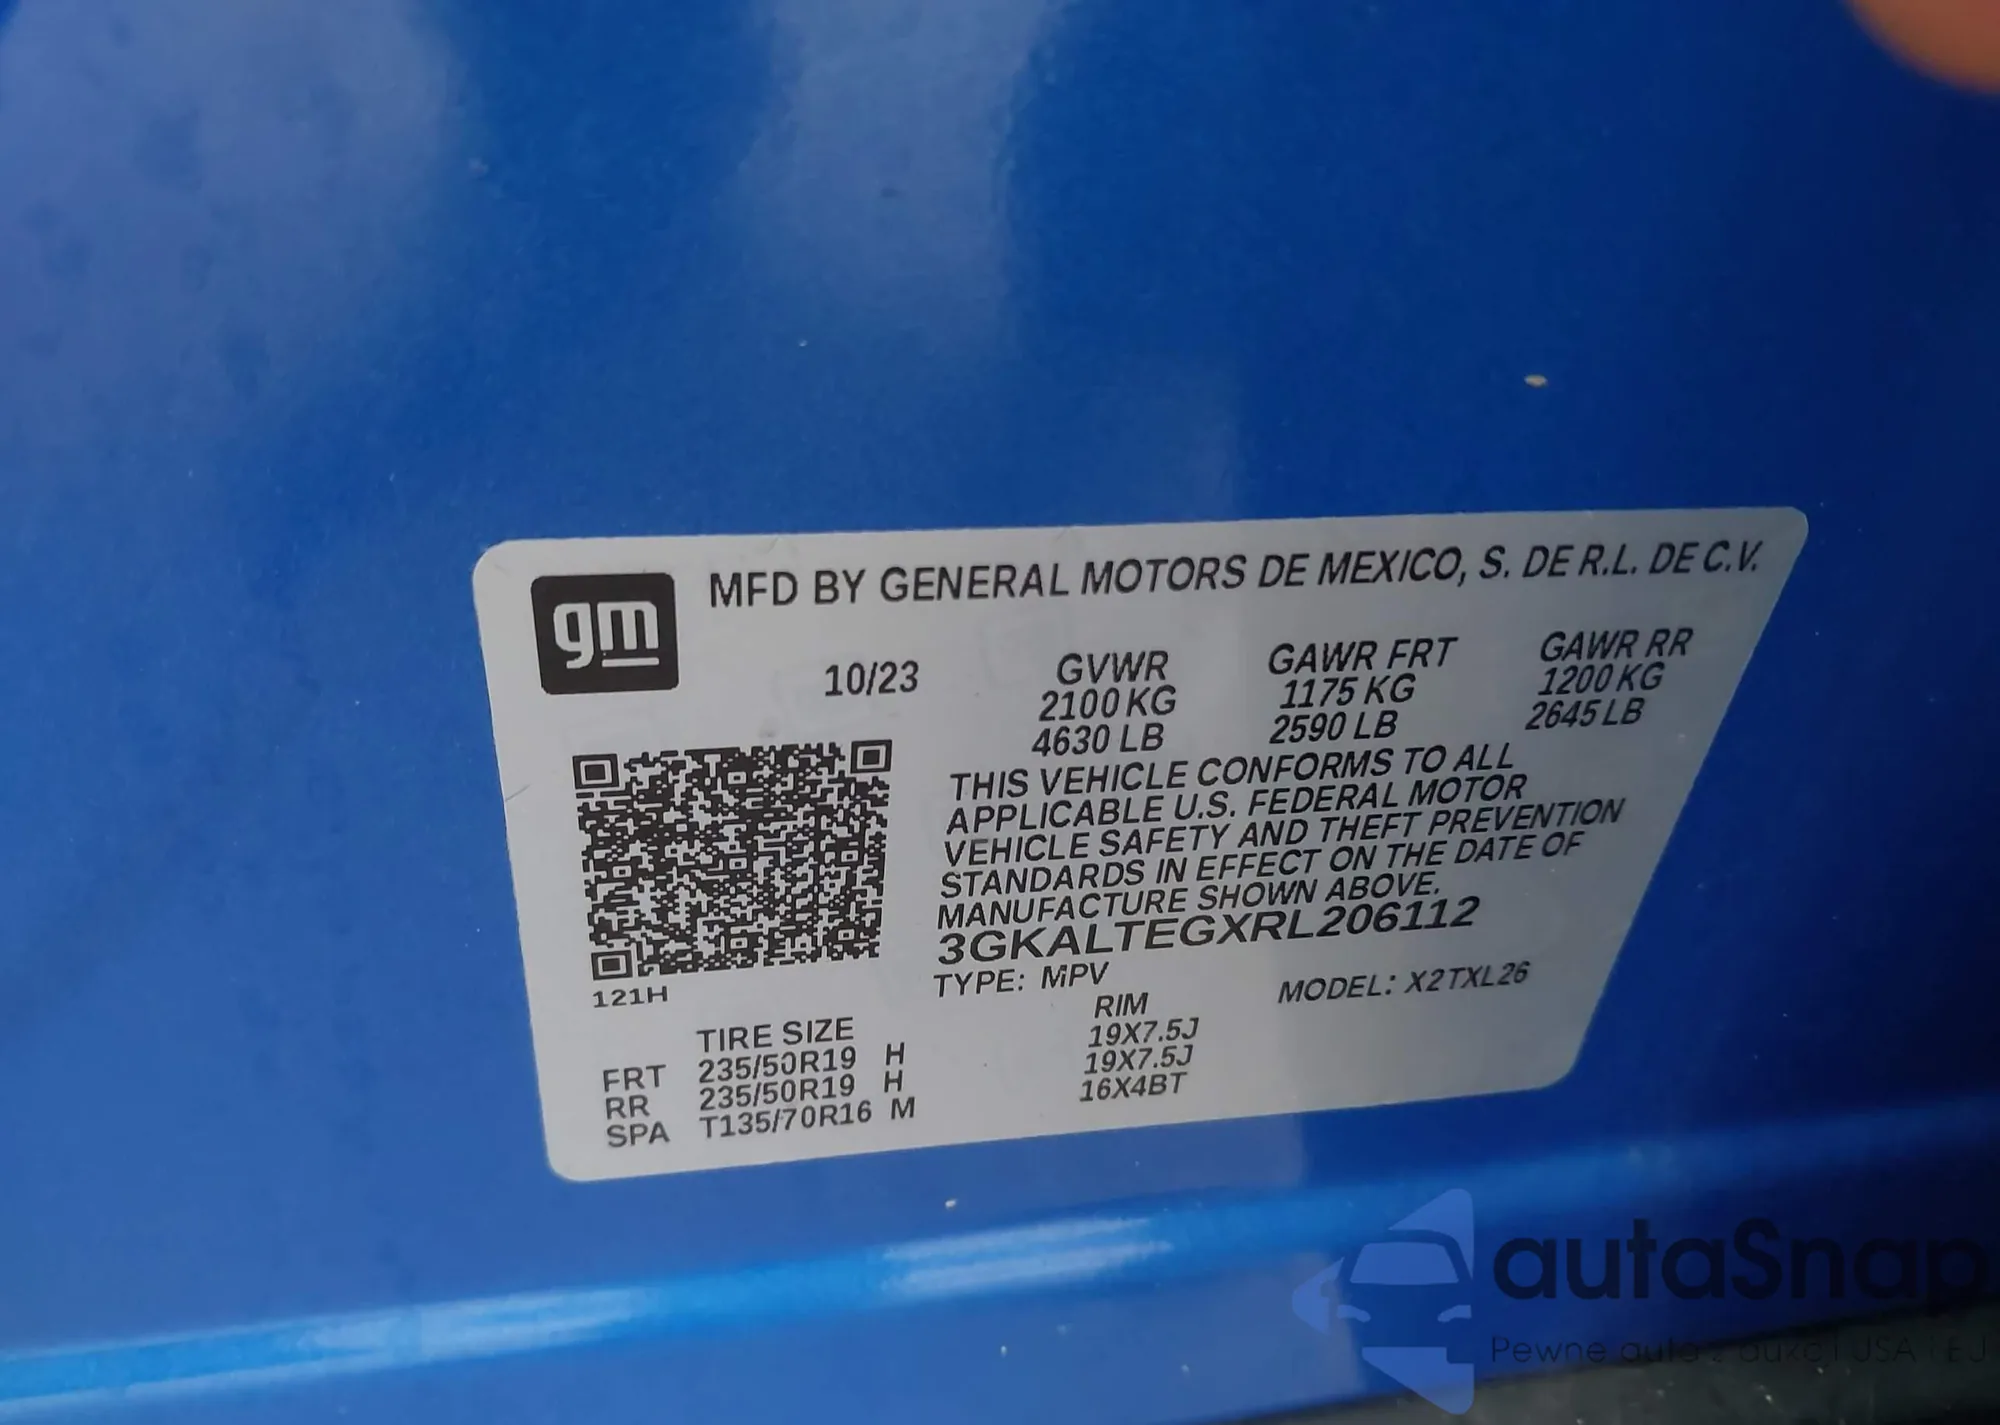 gm
MFD BY GENERAL MOTORS DE MEXICO, S. DE R.L. DE C.V.
10/23
GVWR GAWR FRT GAWR RR
2100 KG 1175 KG 1200 KG
4630 LB 2590 LB 2645 LB
THIS VEHICLE CONFORMS TO ALL
APPLICABLE U.S. FEDERAL MOTOR
VEHICLE SAFETY AND THEFT PREVENTION
STANDARDS IN EFFECT ON THE DATE OF
MANUFACTURE SHOWN ABOVE.
3GKALTEGXRL206112
TYPE: MPV MODEL: X2TXL26
121H
TIRE SIZE RIM
FRT 235/50R19 H 19X7.5J
RR 235/50R19 H 19X7.5J
SPA T135/70R16 M 16X4BT
autaSnap
Pewne auto z USA